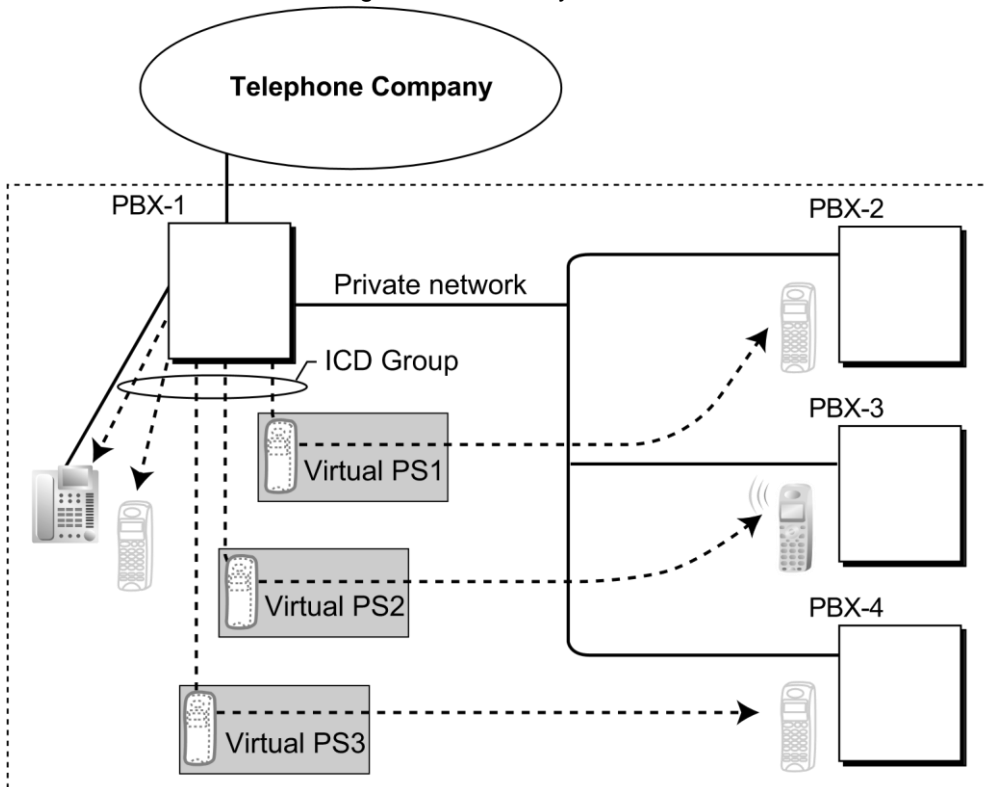 Telephone Company
PBX-1
PBX-2
Private network
ICD Group
PBX-3
Virtual PS1
Virtual PS2
PBX-4
Virtual PS3